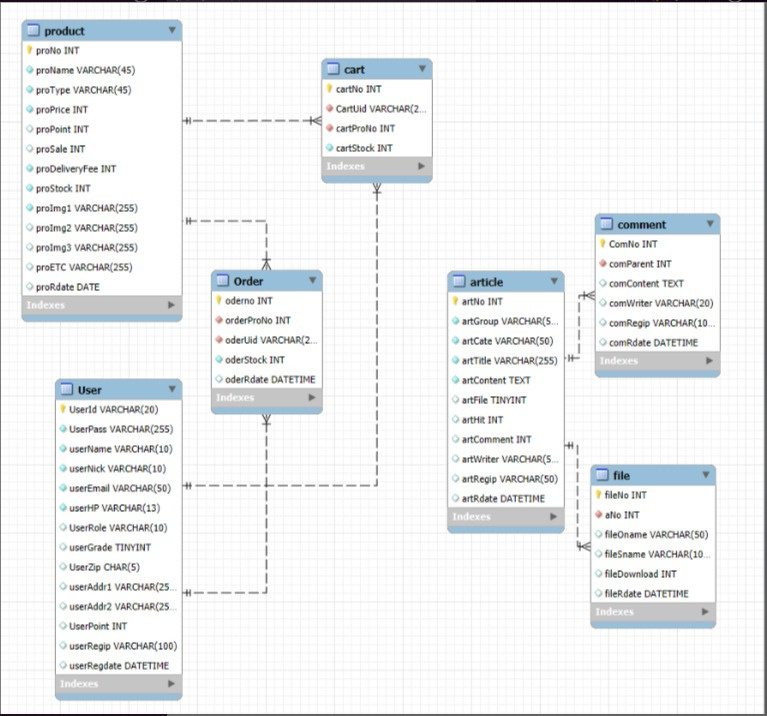 product
proNo INT
proName VARCHAR(45)
proType VARCHAR(45)
proPrice INT
proPoint INT
proSale INT
proDeliveryFee INT
proStock INT
proImg1 VARCHAR(255)
proImg2 VARCHAR(255)
proImg3 VARCHAR(255)
proETC VARCHAR(255)
proRdate DATE
Indexes
cart
cartNo INT
CartUid VARCHAR(2...
cartProNo INT
cartStock INT
Indexes
Order
oderno INT
orderProNo INT
oderUid VARCHAR(2...
oderStock INT
oderRdate DATETIME
Indexes
User
UserId VARCHAR(20)
UserPass VARCHAR(255)
userName VARCHAR(10)
userNick VARCHAR(10)
userEmail VARCHAR(50)
userHP VARCHAR(13)
UserRole VARCHAR(10)
userGrade TINYINT
UserZip CHAR(5)
userAddr1 VARCHAR(25...
userAddr2 VARCHAR(25...
UserPoint INT
userRegip VARCHAR(100)
userRegdate DATETIME
Indexes
article
artNo INT
artGroup VARCHAR(5...
artCate VARCHAR(50)
artTitle VARCHAR(255)
artContent TEXT
artFile TINYINT
artHit INT
artComment INT
artWriter VARCHAR(5...
artRegip VARCHAR(50)
artRdate DATETIME
Indexes
comment
ComNo INT
comParent INT
comContent TEXT
comWriter VARCHAR(20)
comRegip VARCHAR(10...
comRdate DATETIME
Indexes
file
fileNo INT
aNo INT
fileOname VARCHAR(50)
fileSname VARCHAR(10...
fileDownload INT
fileRdate DATETIME
Indexes